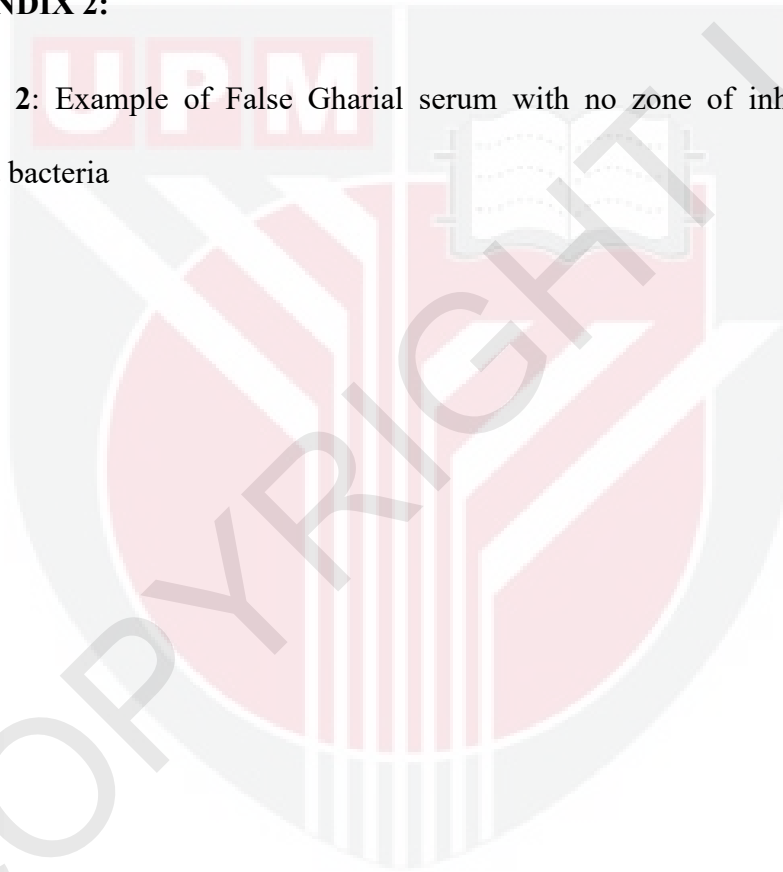 NDIX 2:
UPM
2: Example of False Gharial serum with no zone of inh
bacteria
COPYRIGHT U